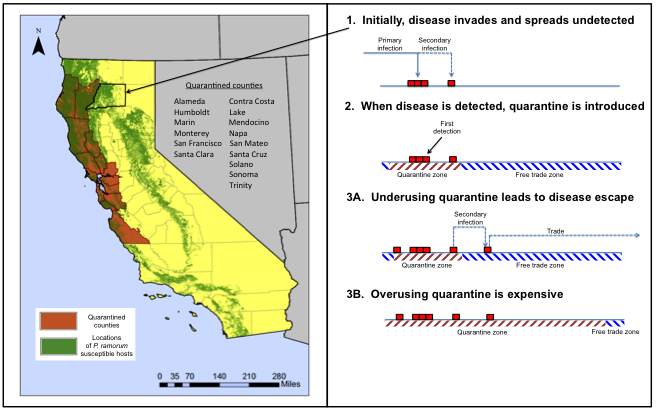 N
Quarantined counties
Alameda Contra Costa
Humboldt Lake
Marin Mendocino
Monterey Napa
San Francisco San Mateo
Santa Clara Santa Cruz
Solano
Sonoma
Trinity
Quarantined
counties
Locations
of P. ramorum
susceptible hosts
0 35 70 140 210 280
Miles
1. Initially, disease invades and spreads undetected
Primary
infection
Secondary
infection
2. When disease is detected, quarantine is introduced
First
detection
Quarantine zone
Free trade zone
3A. Underusing quarantine leads to disease escape
Secondary
infection
Trade
Quarantine zone
Free trade zone
3B. Overusing quarantine is expensive
Quarantine zone
Free trade zone